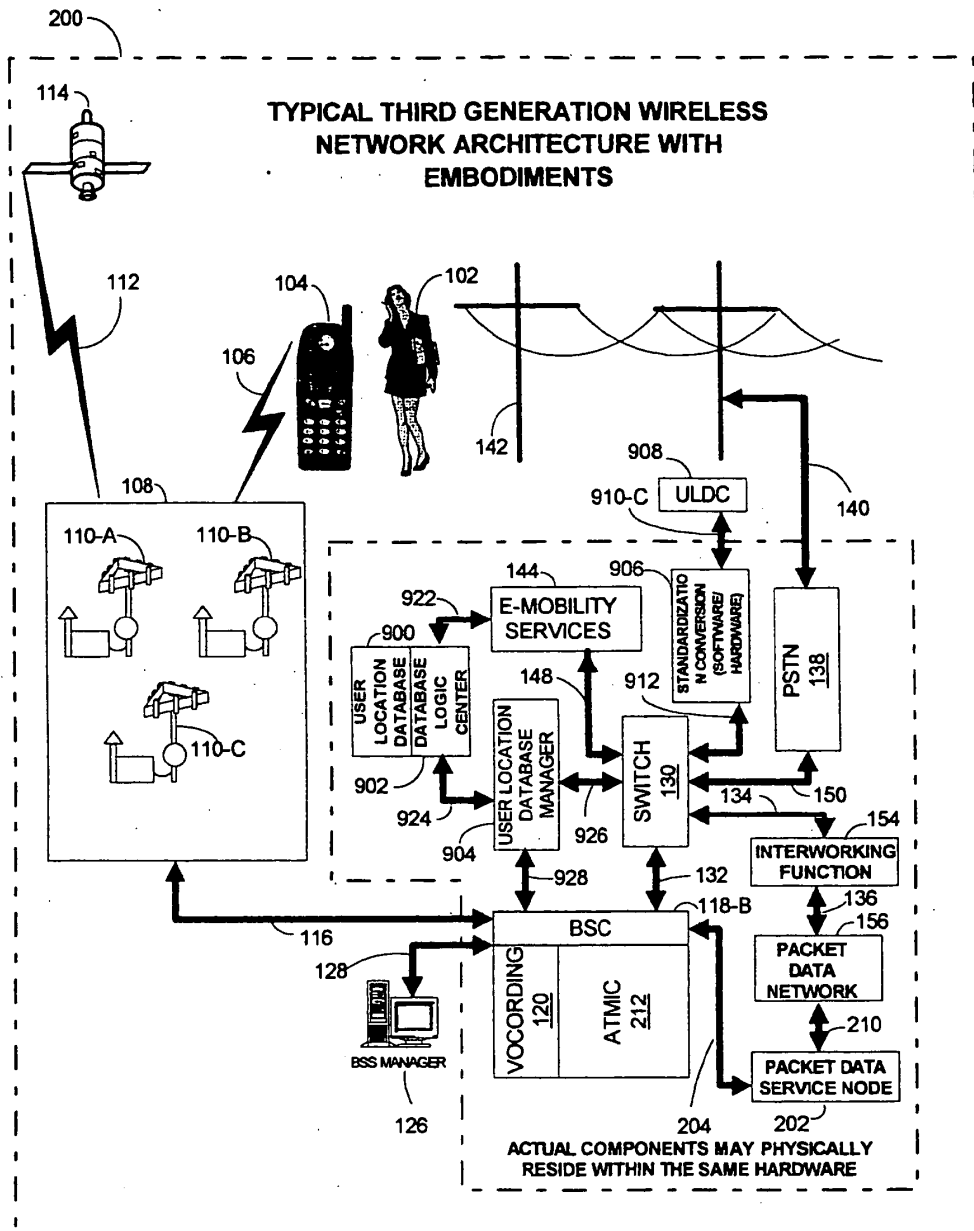 200
114
TYPICAL THIRD GENERATION WIRELESS
NETWORK ARCHITECTURE WITH
EMBODIMENTS
112
104
102
106
142
908
ULDC
910-C
140
108
110-A
110-B
110-C
144
E-MOBILITY
SERVICES
922
906
STANDARDIZATIO
N CONVERSION
(SOFTWARE/
HARDWARE)
PSTN
138
900
USER
LOCATION
DATABASE
DATABASE
LOGIC
CENTER
148
912
902
924
USER LOCATION
DATABASE
MANAGER
904
926
SWITCH
130
150
134
154
INTERWORKING
FUNCTION
928
132
136
118-B
156
BSC
116
128
PACKET
DATA
NETWORK
VOCORDING
120
ATMIC
212
210
BSS MANAGER
126
PACKET DATA
SERVICE NODE
204
202
ACTUAL COMPONENTS MAY PHYSICALLY
RESIDE WITHIN THE SAME HARDWARE